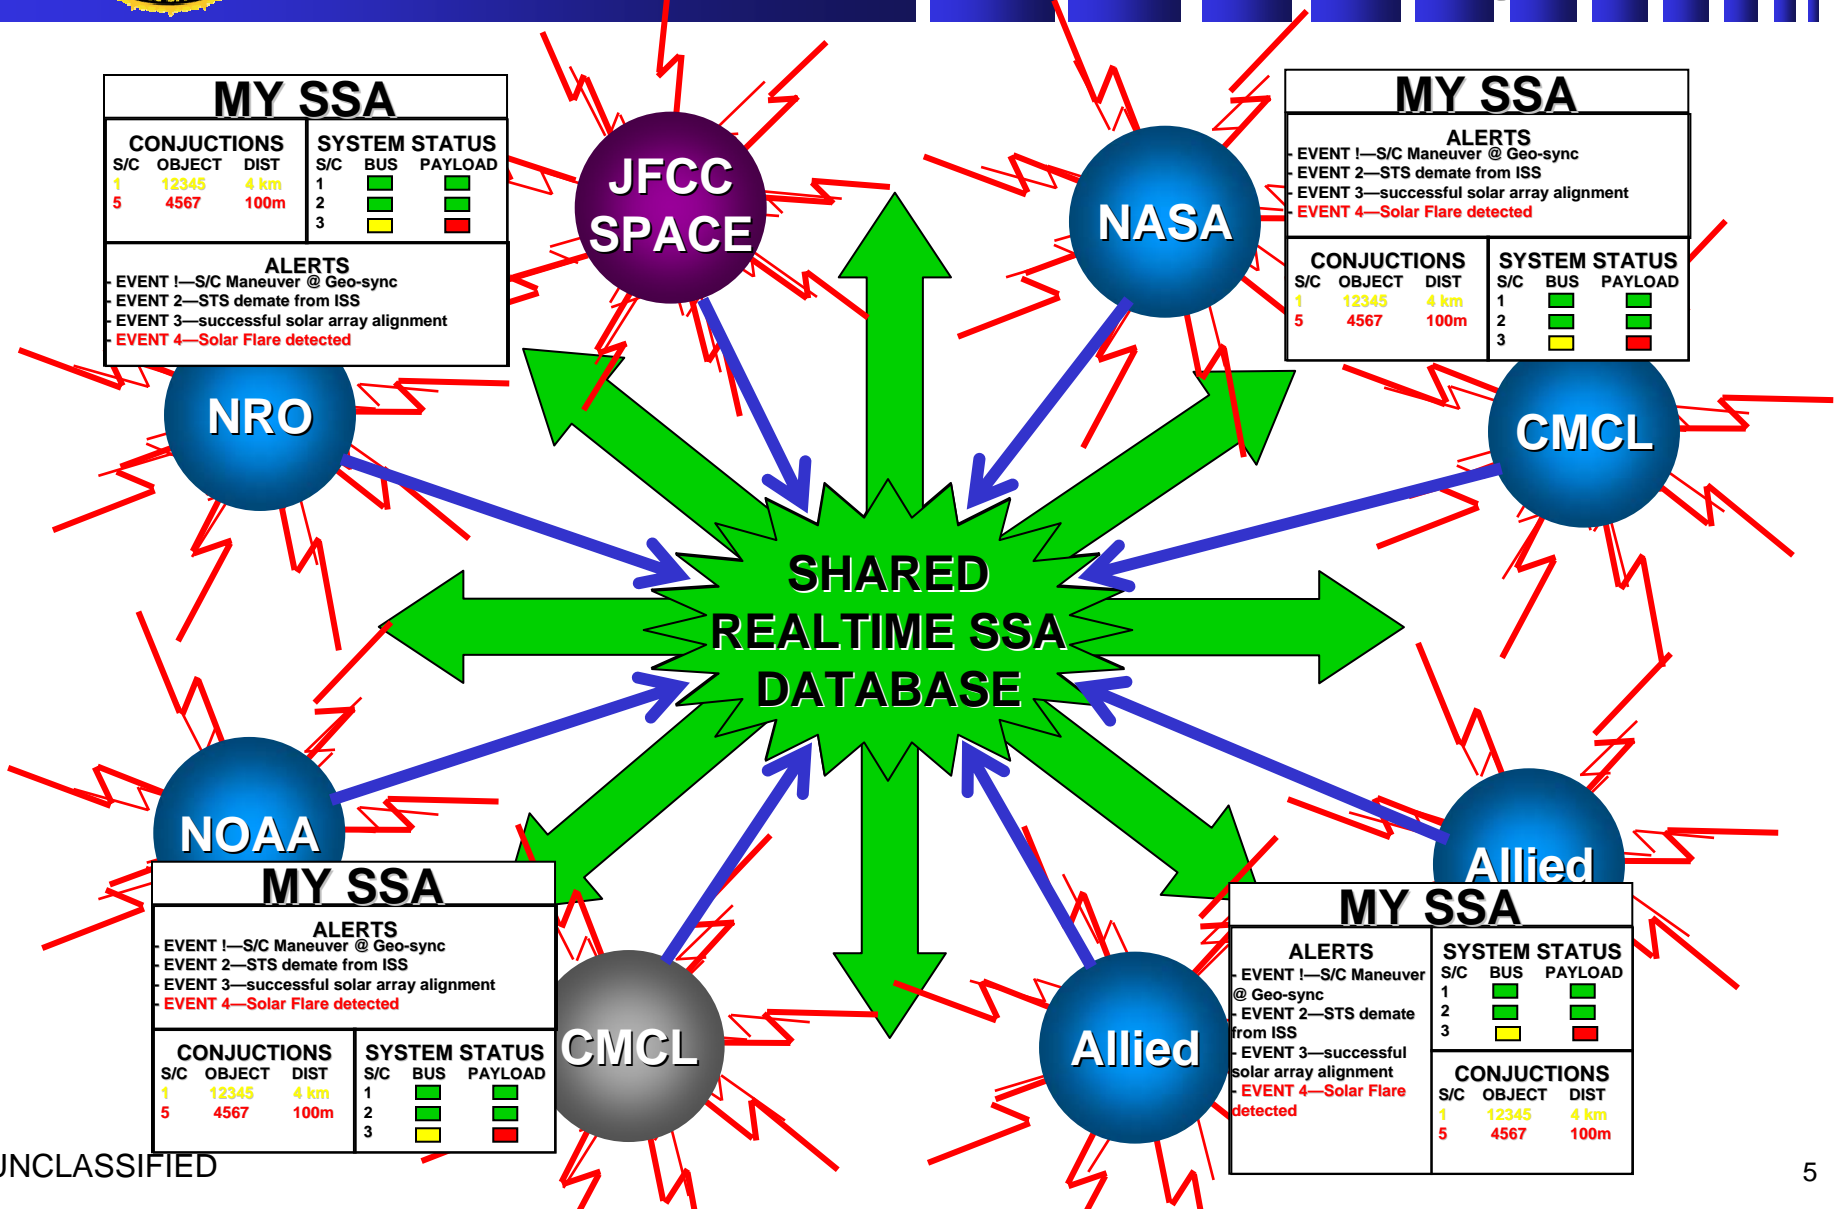 MY SSA
CONJUCTIONS
S/C OBJECT DIST
1 12345 4 km
5 4567 100m
SYSTEM STATUS
S/C BUS PAYLOAD
1
2
3
ALERTS
- EVENT !—S/C Maneuver @ Geo-sync
- EVENT 2—STS demate from ISS
- EVENT 3—successful solar array alignment
- EVENT 4—Solar Flare detected
JFCC
SPACE
NASA
MY SSA
ALERTS
- EVENT !—S/C Maneuver @ Geo-sync
- EVENT 2—STS demate from ISS
- EVENT 3—successful solar array alignment
- EVENT 4—Solar Flare detected
CONJUCTIONS
S/C OBJECT DIST
1 12345 4 km
5 4567 100m
SYSTEM STATUS
S/C BUS PAYLOAD
1
2
3
NRO
CMCL
SHARED
REALTIME SSA
DATABASE
NOAA
Allied
MY SSA
ALERTS
- EVENT !—S/C Maneuver @ Geo-sync
- EVENT 2—STS demate from ISS
- EVENT 3—successful solar array alignment
- EVENT 4—Solar Flare detected
CONJUCTIONS
S/C OBJECT DIST
1 12345 4 km
5 4567 100m
SYSTEM STATUS
S/C BUS PAYLOAD
1
2
3
CMCL
Allied
MY SSA
ALERTS
- EVENT !—S/C Maneuver
@ Geo-sync
- EVENT 2—STS demate
from ISS
- EVENT 3—successful
solar array alignment
- EVENT 4—Solar Flare
detected
SYSTEM STATUS
S/C BUS PAYLOAD
1
2
3
CONJUCTIONS
S/C OBJECT DIST
1 12345 4 km
5 4567 100m
UNCLASSIFIED
5